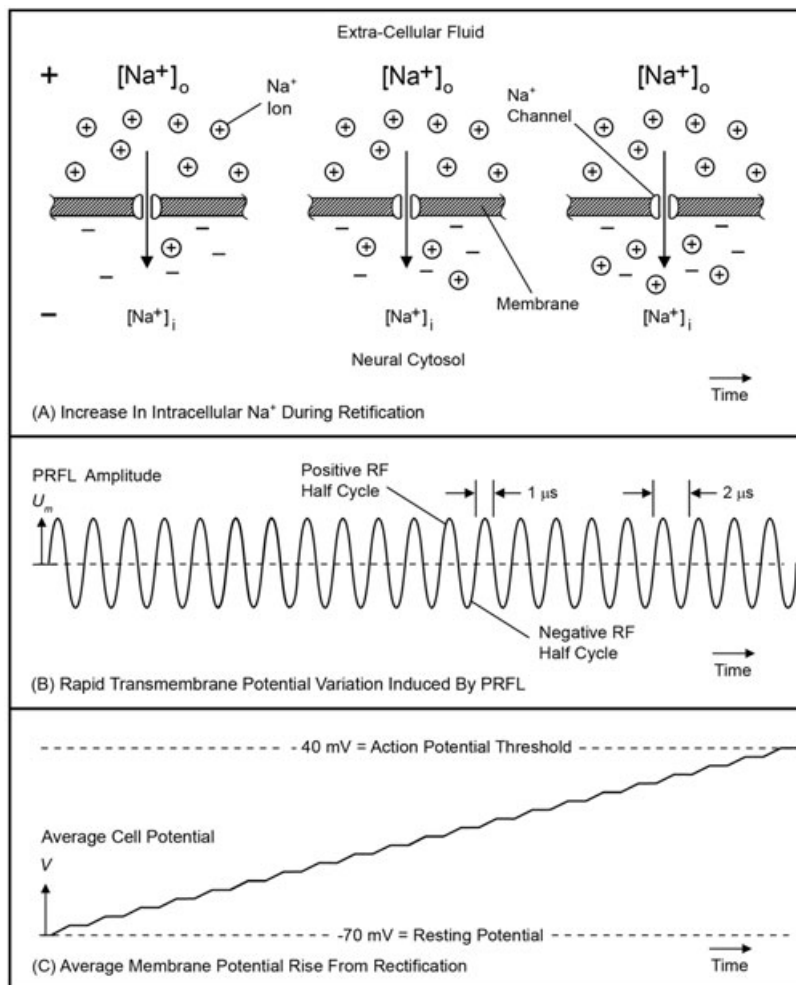 Extra-Cellular Fluid
+
[Na⁺]ₒ
Na⁺
Ion
[Na⁺]ₒ
Na⁺
Channel
[Na⁺]ₒ
−
[Na⁺]ᵢ
[Na⁺]ᵢ
Membrane
[Na⁺]ᵢ
Neural Cytosol
Time
(A) Increase In Intracellular Na⁺ During Retification
PRFL Amplitude
Uₘ
Positive RF
Half Cycle
1 μs
2 μs
Negative RF
Half Cycle
Time
(B) Rapid Transmembrane Potential Variation Induced By PRFL
40 mV = Action Potential Threshold
Average Cell Potential
V
-70 mV = Resting Potential
Time
(C) Average Membrane Potential Rise From Rectification